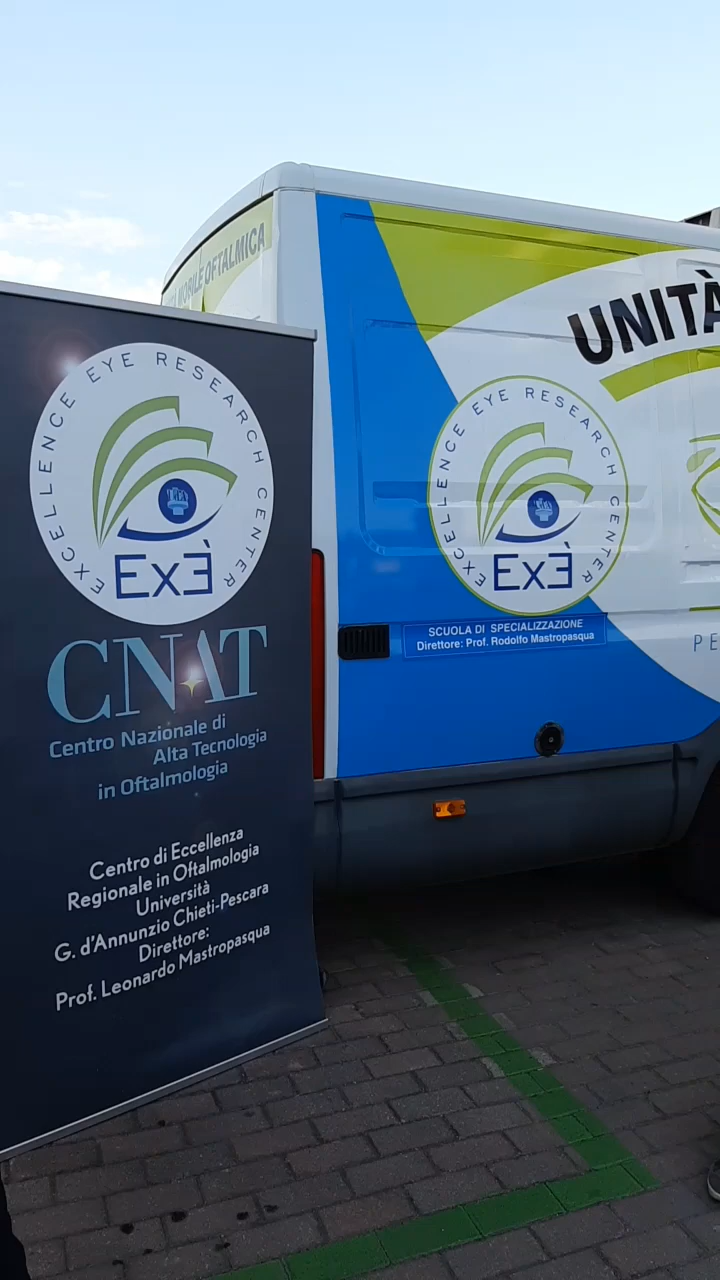 EXCELLENCE EYE RESEARCH CENTER
ExÈ
CNAT
Centro Nazionale di
Alta Tecnologia
in Oftalmologia
Centro di Eccellenza
Regionale in Oftalmologia
Università
G. d'Annunzio Chieti-Pescara
Direttore:
Prof. Leonardo Mastropasqua
MOBILE OFTALMICA
UNITÀ
EXCELLENCE EYE RESEARCH CENTER
ExÈ
SCUOLA DI SPECIALIZZAZIONE
Direttore: Prof. Rodolfo Mastropasqua
PE